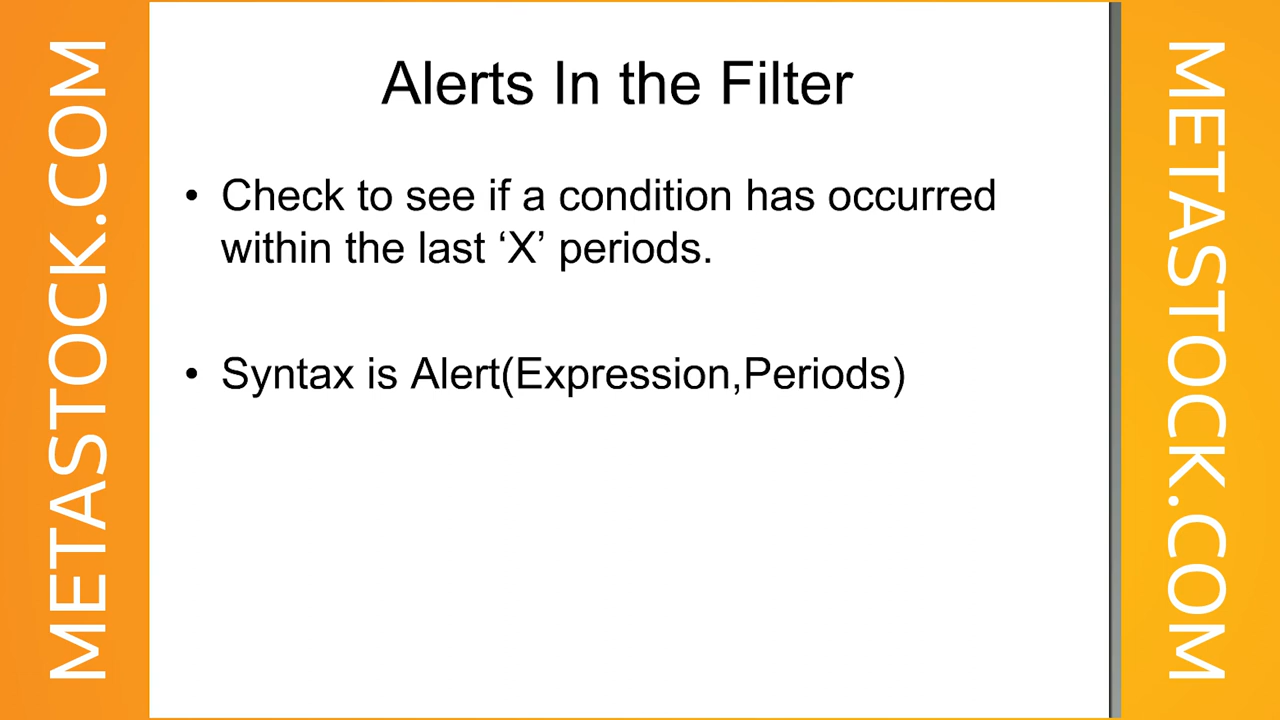 METASTOCK.COM
Alerts In the Filter
• Check to see if a condition has occurred
within the last ‘X’ periods.
• Syntax is Alert(Expression,Periods)
METASTOCK.COM